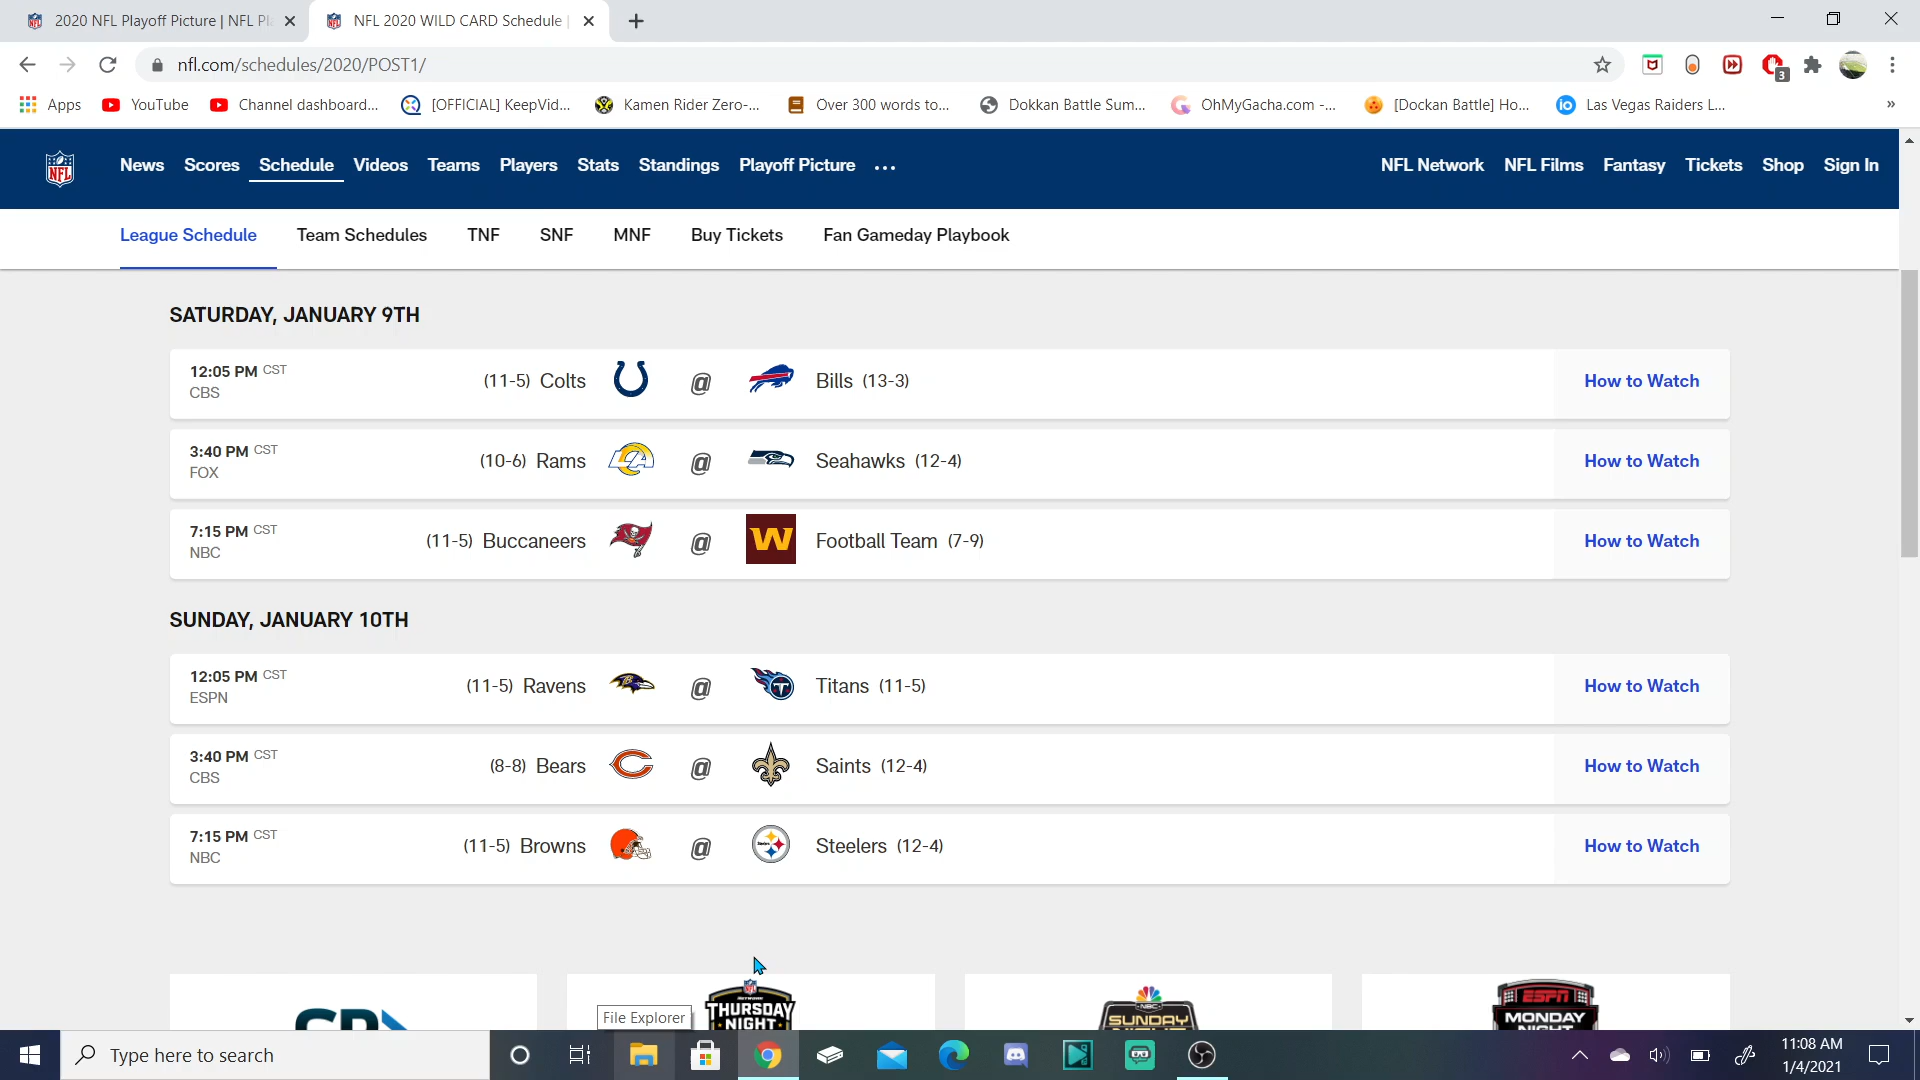 2020 NFL Playoff Picture | NFL Pl
NFL 2020 WILD CARD Schedule |
nfl.com/schedules/2020/POST1/
3
Apps YouTube Channel dashboard... [OFFICIAL] KeepVid... Kamen Rider Zero-... Over 300 words to... Dokkan Battle Sum... OhMyGacha.com -... [Dockan Battle] Ho... Las Vegas Raiders L... »
NFL News Scores Schedule Videos Teams Players Stats Standings Playoff Picture ... NFL Network NFL Films Fantasy Tickets Shop Sign In
League Schedule Team Schedules TNF SNF MNF Buy Tickets Fan Gameday Playbook
SATURDAY, JANUARY 9TH
12:05 PM CST
CBS
(11-5) Colts @ Bills (13-3) How to Watch
3:40 PM CST
FOX
(10-6) Rams LA @ Seahawks (12-4) How to Watch
7:15 PM CST
NBC
(11-5) Buccaneers @ W Football Team (7-9) How to Watch
SUNDAY, JANUARY 10TH
12:05 PM CST
ESPN
(11-5) Ravens @ T Titans (11-5) How to Watch
3:40 PM CST
CBS
(8-8) Bears C @ Saints (12-4) How to Watch
7:15 PM CST
NBC
(11-5) Browns @ Steelers (12-4) How to Watch
THURSDAY
NIGHT
NBC
SUNDAY
ESPN
MONDAY
NIGHT
File Explorer
Type here to search
11:08 AM
1/4/2021